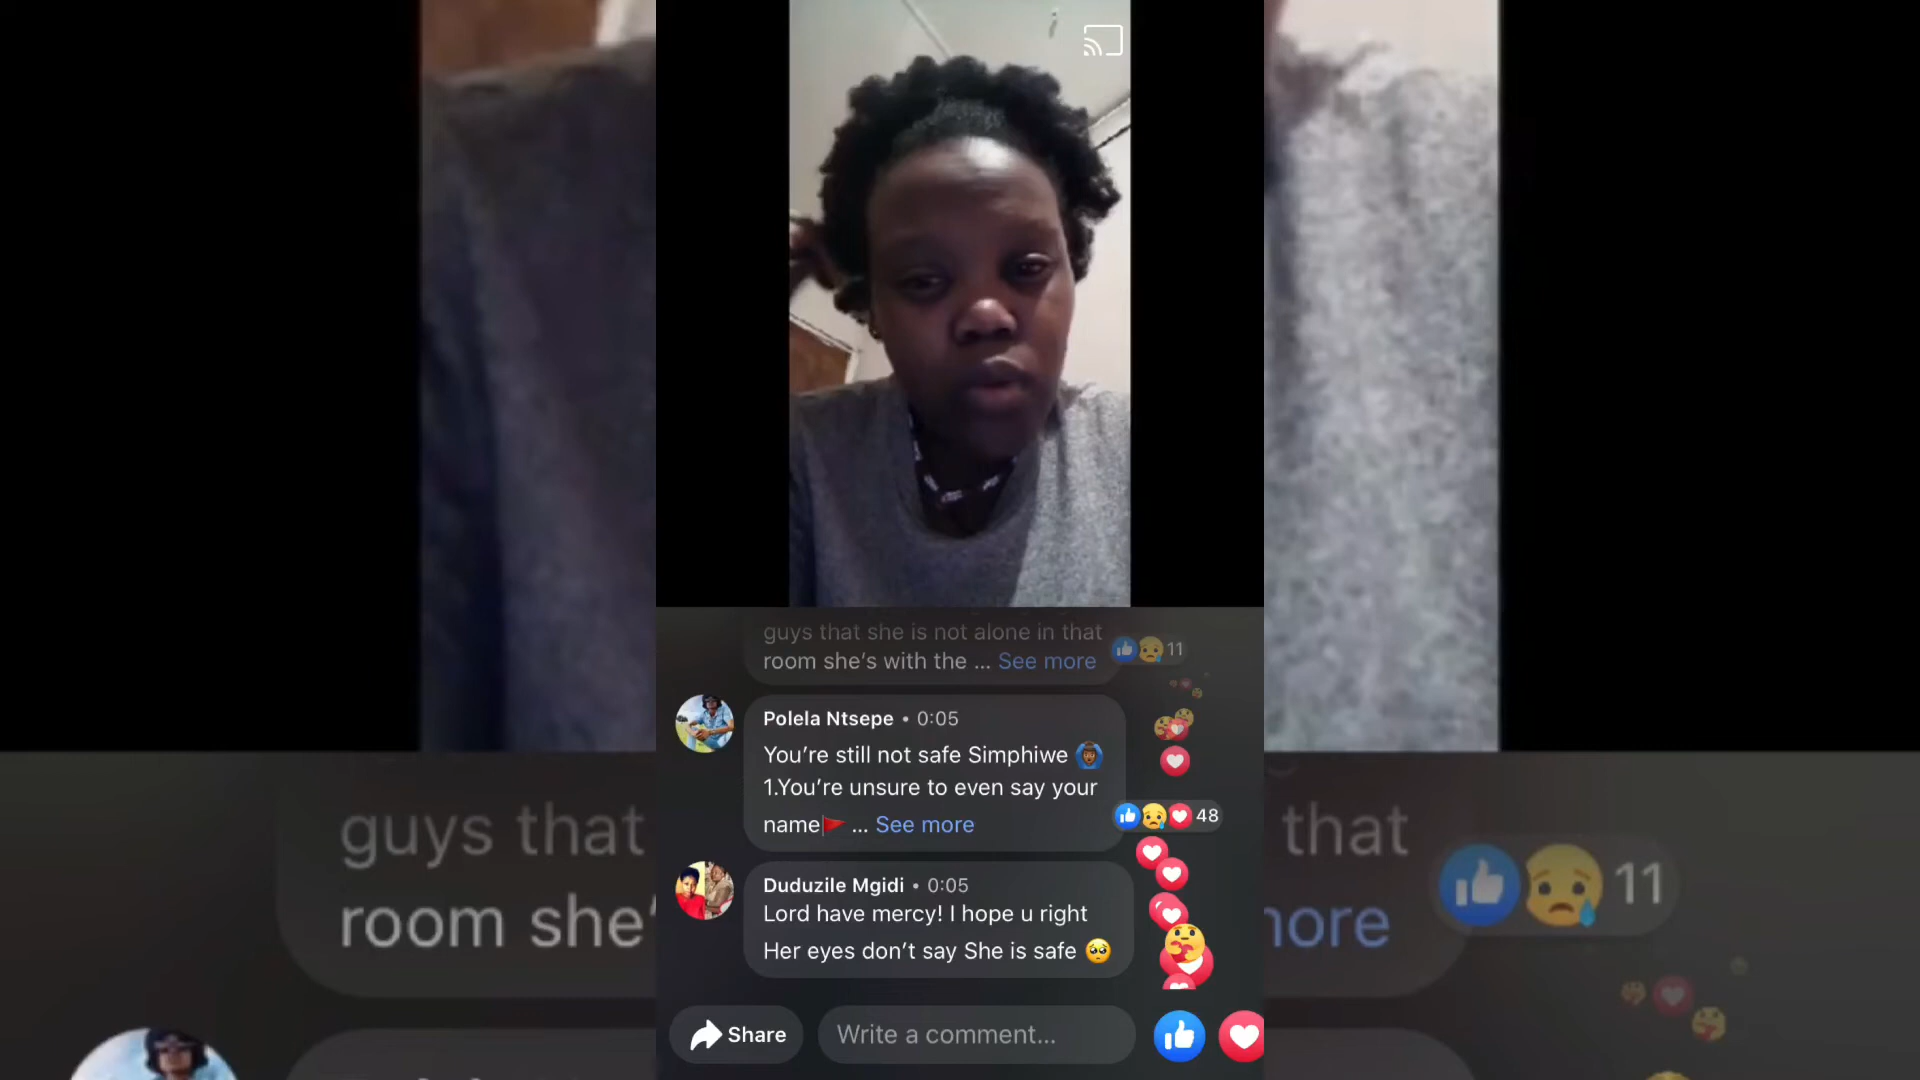 guys that she is not alone in that
room she's with the ... See more
11
Polela Ntsepe • 0:05
You're still not safe Simphiwe
1.You're unsure to even say your
name ... See more
48
Duduzile Mgidi • 0:05
Lord have mercy! I hope u right
Her eyes don't say She is safe
Share
Write a comment...
guys that
room she'
that
more
11